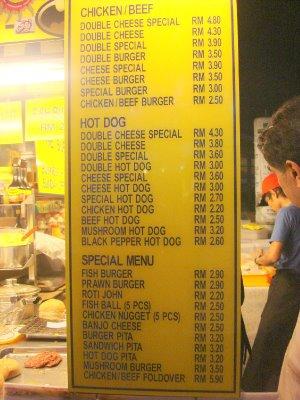 CHICKEN/BEEF
DOUBLE CHEESE SPECIAL RM 4.80
DOUBLE CHEESE RM 4.30
DOUBLE SPECIAL RM 3.90
DOUBLE BURGER RM 3.50
CHEESE SPECIAL RM 3.90
CHEESE BURGER RM 3.50
SPECIAL BURGER RM 3.00
CHICKEN/BEEF BURGER RM 2.50
HOT DOG
DOUBLE CHEESE SPECIAL RM 4.30
DOUBLE CHEESE RM 3.80
DOUBLE SPECIAL RM 3.60
DOUBLE HOT DOG RM 3.00
CHEESE SPECIAL RM 3.60
CHEESE HOT DOG RM 3.00
SPECIAL HOT DOG RM 2.70
CHICKEN HOT DOG RM 2.20
BEEF HOT DOG RM 2.50
MUSHROOM HOT DOG RM 3.20
BLACK PEPPER HOT DOG RM 2.60
SPECIAL MENU
FISH BURGER RM 2.90
PRAWN BURGER RM 2.90
ROTI JOHN RM 2.20
FISH BALL (5 PCS) RM 2.50
CHICKEN NUGGET (5 PCS) RM 2.50
BANJO CHEESE RM 2.50
BURGER PITA RM 3.20
SANDWICH PITA RM 3.20
HOT DOG PITA RM 3.20
MUSHROOM BURGER RM 3.50
CHICKEN/BEEF FOLDOVER RM 5.90